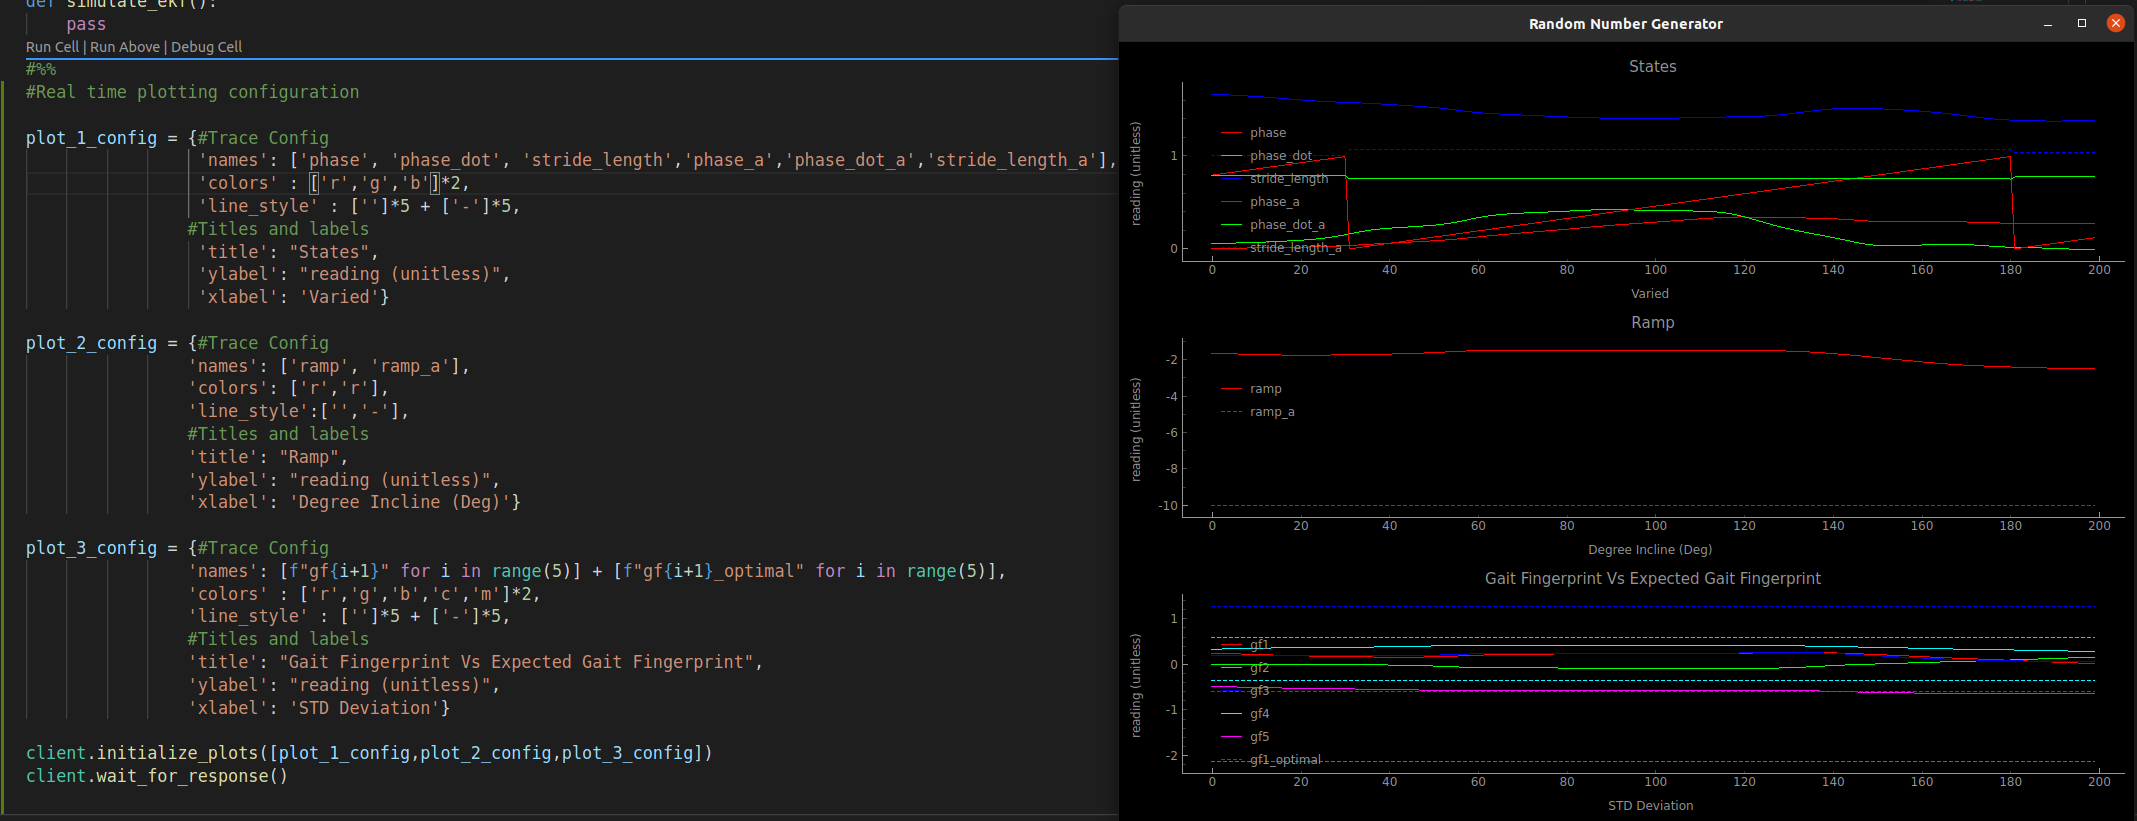 def simulate_ekf():
pass
Run Cell | Run Above | Debug Cell
#%%
#Real time plotting configuration
plot_1_config = {#Trace Config
'names': ['phase', 'phase_dot', 'stride_length','phase_a','phase_dot_a','stride_length_a'],
'colors' : ['r','g','b']*2,
'line_style' : ['']*5 + ['-']*5,
#Titles and labels
'title': "States",
'ylabel': "reading (unitless)",
'xlabel': 'Varied'}
plot_2_config = {#Trace Config
'names': ['ramp', 'ramp_a'],
'colors': ['r','r'],
'line_style':['','-'],
#Titles and labels
'title': "Ramp",
'ylabel': "reading (unitless)",
'xlabel': 'Degree Incline (Deg)'}
plot_3_config = {#Trace Config
'names': [f"gf{i+1}" for i in range(5)] + [f"gf{i+1}_optimal" for i in range(5)],
'colors' : ['r','g','b','c','m']*2,
'line_style' : ['']*5 + ['-']*5,
#Titles and labels
'title': "Gait Fingerprint Vs Expected Gait Fingerprint",
'ylabel': "reading (unitless)",
'xlabel': 'STD Deviation'}
client.initialize_plots([plot_1_config,plot_2_config,plot_3_config])
client.wait_for_response()
Random Number Generator
States
reading (unitless)
1
0
phase
phase_dot
stride_length
phase_a
phase_dot_a
stride_length_a
0 20 40 60 80 100 120 140 160 180 200
Varied
Ramp
reading (unitless)
-2
-4
-6
-8
-10
ramp
ramp_a
0 20 40 60 80 100 120 140 160 180 200
Degree Incline (Deg)
Gait Fingerprint Vs Expected Gait Fingerprint
reading (unitless)
1
0
-1
-2
gf1
gf2
gf3
gf4
gf5
gf1_optimal
0 20 40 60 80 100 120 140 160 180 200
STD Deviation